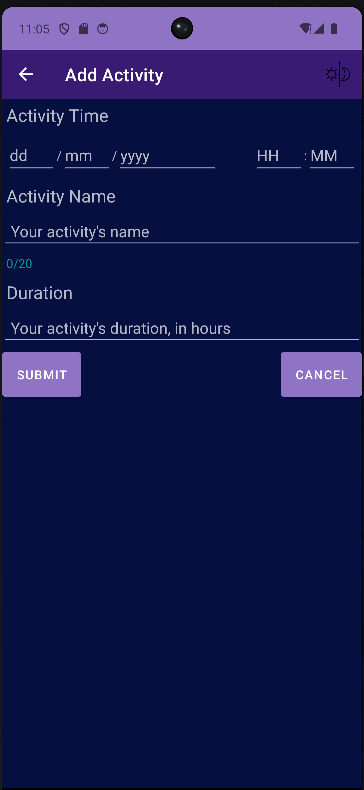 11:05
Add Activity
Activity Time
dd / mm / yyyy HH : MM
Activity Name
Your activity's name
0/20
Duration
Your activity's duration, in hours
SUBMIT CANCEL